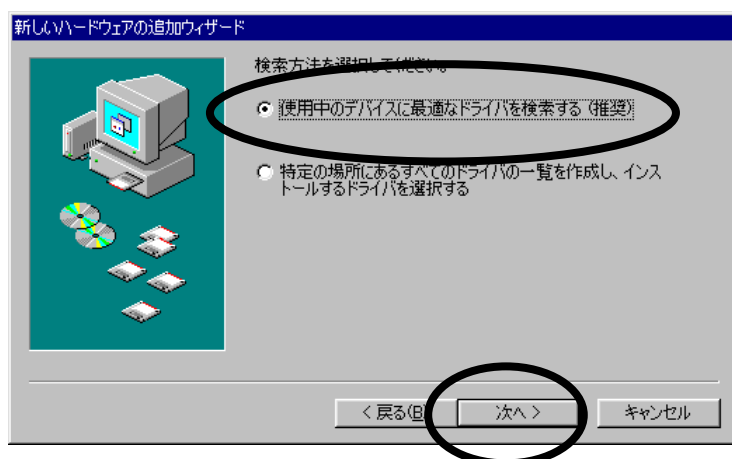 新しいハードウェアの追加ウィザード
検索方法を選択してください。
使用中のデバイスに最適なドライバを検索する（推奨）
特定の場所にあるすべてのドライバの一覧を作成し、インス
トールするドライバを選択する
< 戻る(B)
次へ >
キャンセル